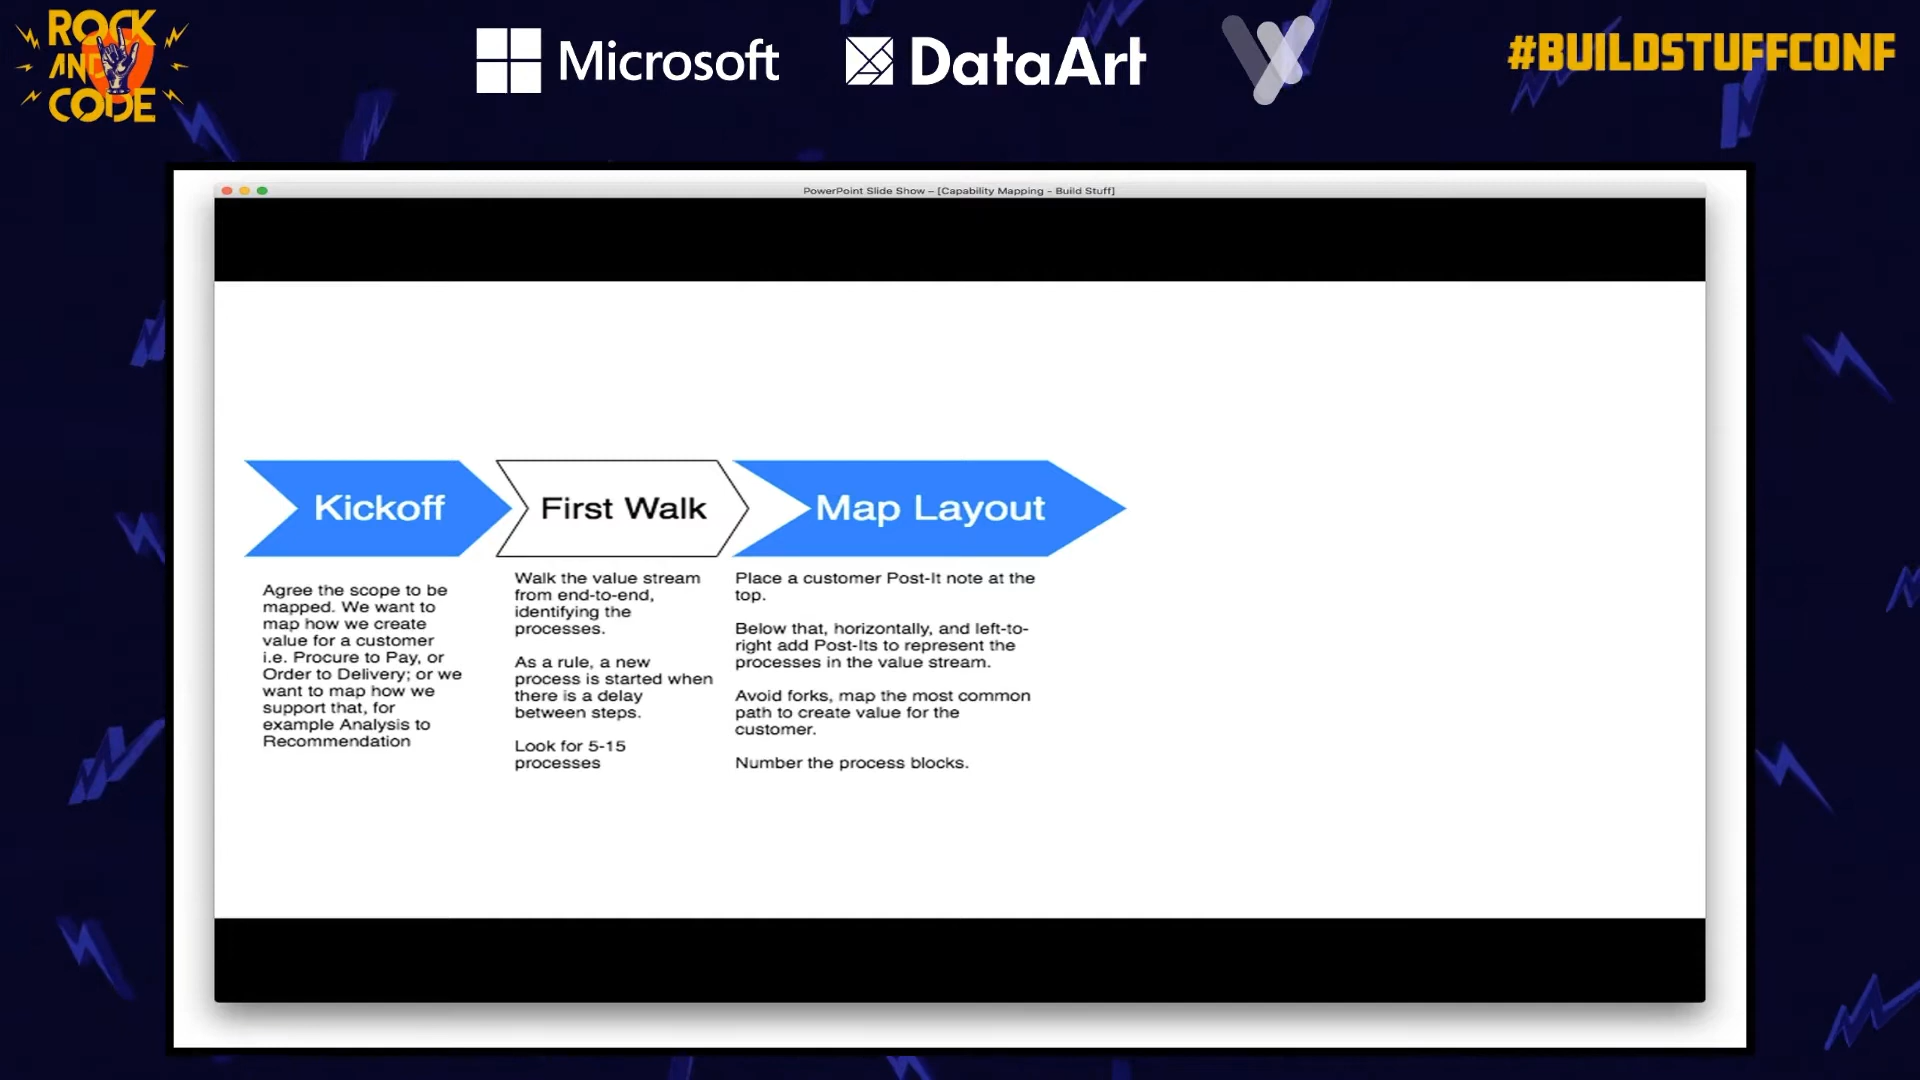 ROCK
AND
CODE
Microsoft
DataArt
#BUILDSTUFFCONF
PowerPoint Slide Show – [Capability Mapping - Build Stuff]
Kickoff
First Walk
Map Layout
Agree the scope to be
mapped. We want to
map how we create
value for a customer
i.e. Procure to Pay, or
Order to Delivery; or we
want to map how we
support that, for
example Analysis to
Recommendation
Walk the value stream
from end-to-end,
identifying the
processes.
As a rule, a new
process is started when
there is a delay
between steps.
Look for 5-15
processes
Place a customer Post-It note at the
top.
Below that, horizontally, and left-to-
right add Post-Its to represent the
processes in the value stream.
Avoid forks, map the most common
path to create value for the
customer.
Number the process blocks.